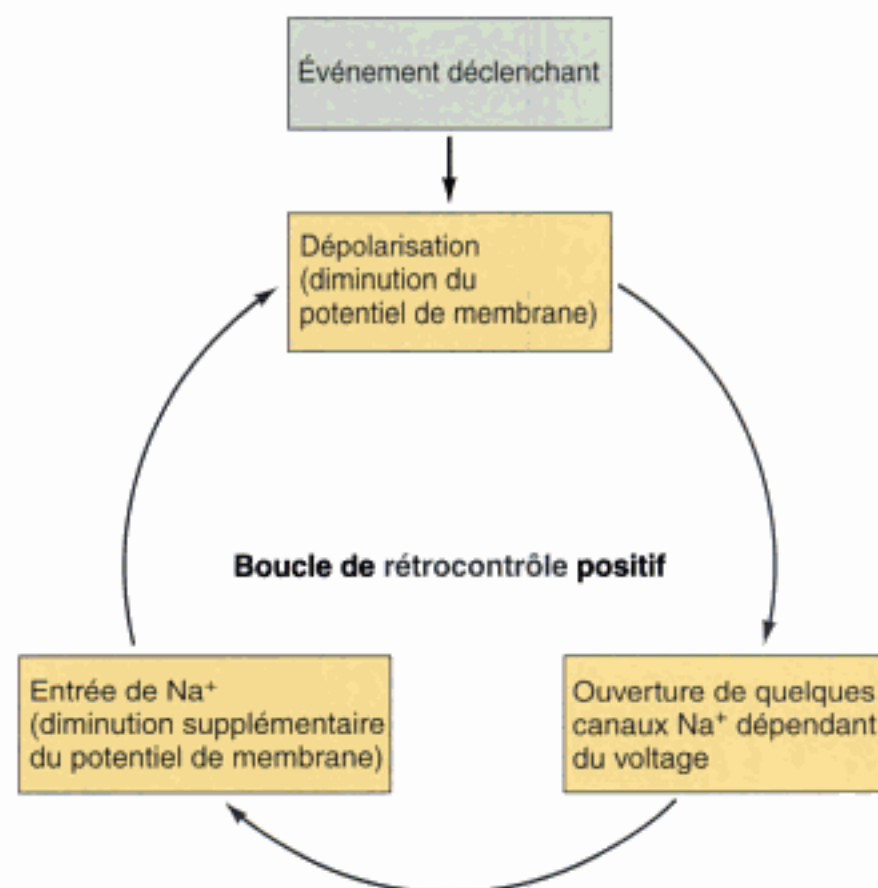 Événement déclenchant
Dépolarisation
(diminution du
potentiel de membrane)
Boucle de rétrocontrôle positif
Entrée de Na⁺
(diminution supplémentaire
du potentiel de membrane)
Ouverture de quelques
canaux Na⁺ dépendant
du voltage